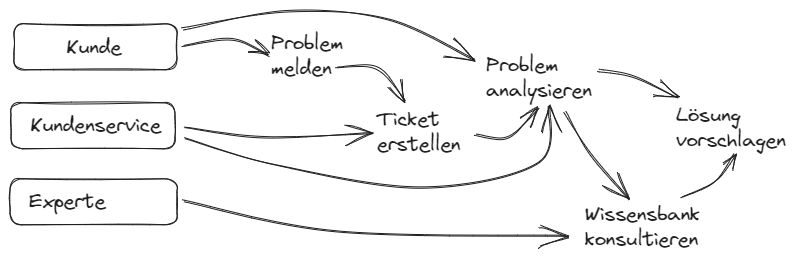 Kunde
Problem
melden
Problem
analysieren
Lösung
vorschlagen
Kundenservice
Ticket
erstellen
Experte
Wissensbank
konsultieren